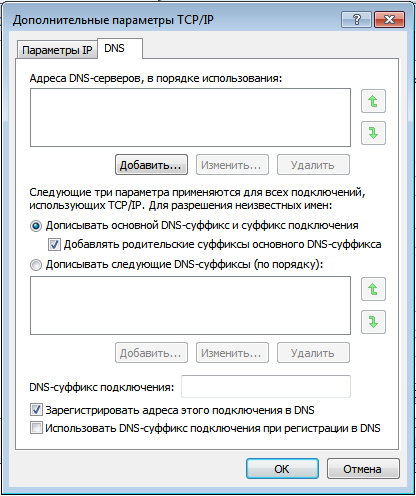 Дополнительные параметры TCP/IP
Параметры IP
DNS
Адреса DNS-серверов, в порядке использования:
Добавить...
Изменить...
Удалить
Следующие три параметра применяются для всех подключений,
использующих TCP/IP. Для разрешения неизвестных имен:
Дописывать основной DNS-суффикс и суффикс подключения
Добавлять родительские суффиксы основного DNS-суффикса
Дописывать следующие DNS-суффиксы (по порядку):
Добавить...
Изменить...
Удалить
DNS-суффикс подключения:
Зарегистрировать адреса этого подключения в DNS
Использовать DNS-суффикс подключения при регистрации в DNS
ОК
Отмена